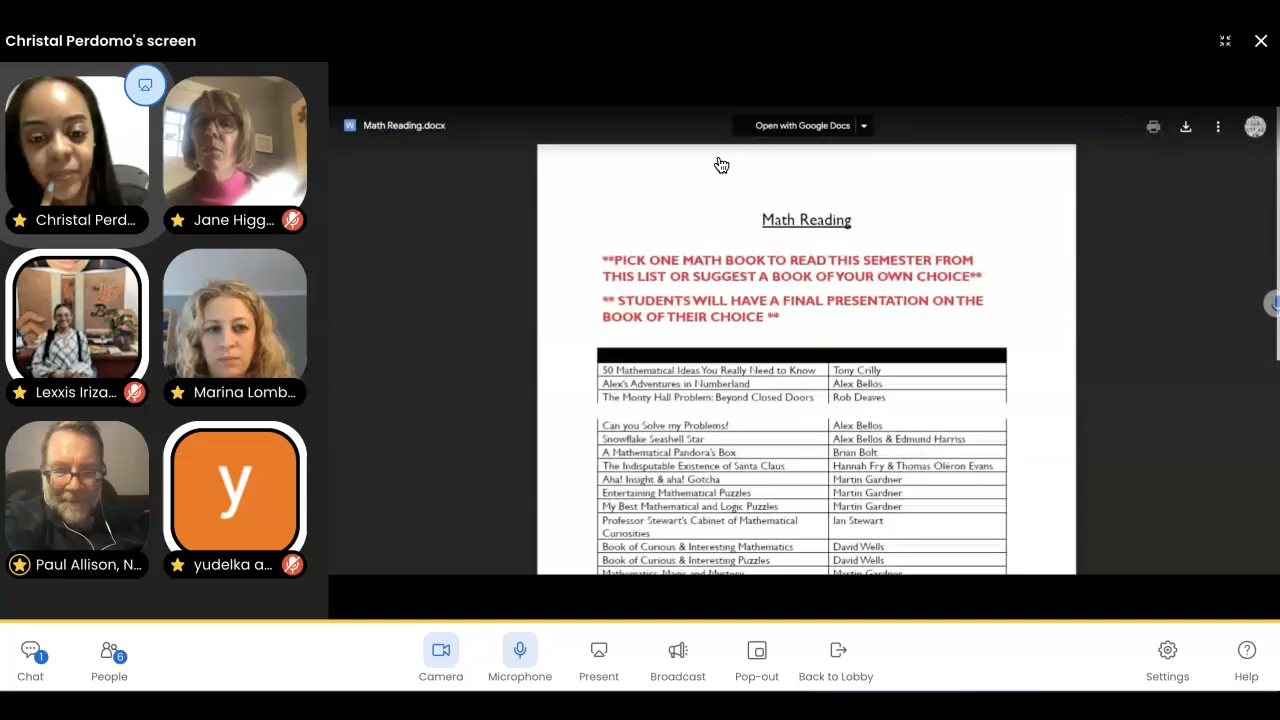 Christal Perdomo's screen
Christal Perd...
Jane Higg...
Lexxis Iriza...
Marina Lomb...
Paul Allison, N...
y
yudelka a...
W Math Reading.docx
Open with Google Docs
Math Reading
**PICK ONE MATH BOOK TO READ THIS SEMESTER FROM
THIS LIST OR SUGGEST A BOOK OF YOUR OWN CHOICE**
** STUDENTS WILL HAVE A FINAL PRESENTATION ON THE
BOOK OF THEIR CHOICE **
50 Mathematical Ideas You Really Need to Know Tony Crilly
Alex's Adventures in Numberland Alex Bellos
The Monty Hall Problem: Beyond Closed Doors Rob Deaves
Can you Solve my Problems? Alex Bellos
Snowflake Seashell Star Alex Bellos & Edmund Harriss
A Mathematical Pandora's Box Brian Bolt
The Indisputable Existence of Santa Claus Hannah Fry & Thomas Oléron Evans
Aha! Insight & aha! Gotcha Martin Gardner
Entertaining Mathematical Puzzles Martin Gardner
My Best Mathematical and Logic Puzzles Martin Gardner
Professor Stewart's Cabinet of Mathematical Ian Stewart
Curiosities
Book of Curious & Interesting Mathematics David Wells
Book of Curious & Interesting Puzzles David Wells
Mathematics, Magic and Mystery Martin Gardner
1
6
Chat
People
Camera
Microphone
Present
Broadcast
Pop-out
Back to Lobby
Settings
Help